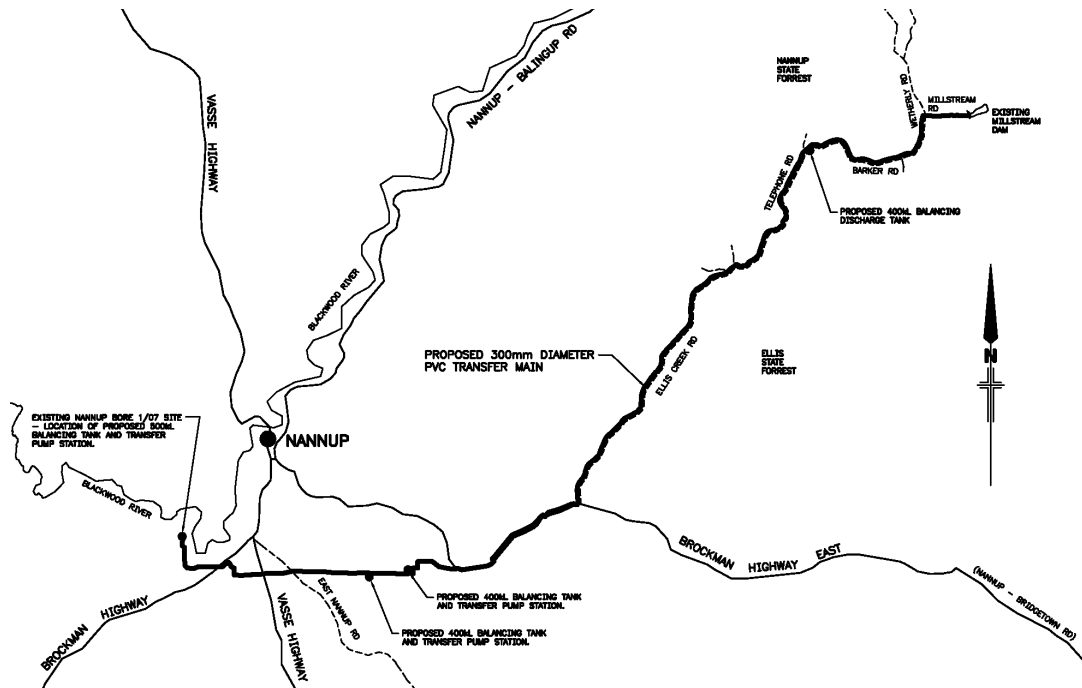 VASSE HIGHWAY
NANNUP - BALINGUP RD
NANNUP
STATE
FORREST
WETHERLY RD
MILLSTREAM
RD
EXISTING
MILLSTREAM
DAM
BARKER RD
TELEPHONE RD
PROPOSED 400kL BALANCING
DISCHARGE TANK
BLACKWOOD RIVER
PROPOSED 300mm DIAMETER
PVC TRANSFER MAIN
ELLIS CREEK RD
ELLIS
STATE
FORREST
N
EXISTING NANNUP BORE 1/07 SITE
- LOCATION OF PROPOSED 500kL
BALANCING TANK AND TRANSFER
PUMP STATION.
NANNUP
BLACKWOOD RIVER
BROCKMAN HIGHWAY EAST
(NANNUP - BRIDGETOWN RD)
PROPOSED 400kL BALANCING TANK
AND TRANSFER PUMP STATION.
EAST NANNUP RD
VASSE HIGHWAY
BROCKMAN HIGHWAY
PROPOSED 400kL BALANCING TANK
AND TRANSFER PUMP STATION.